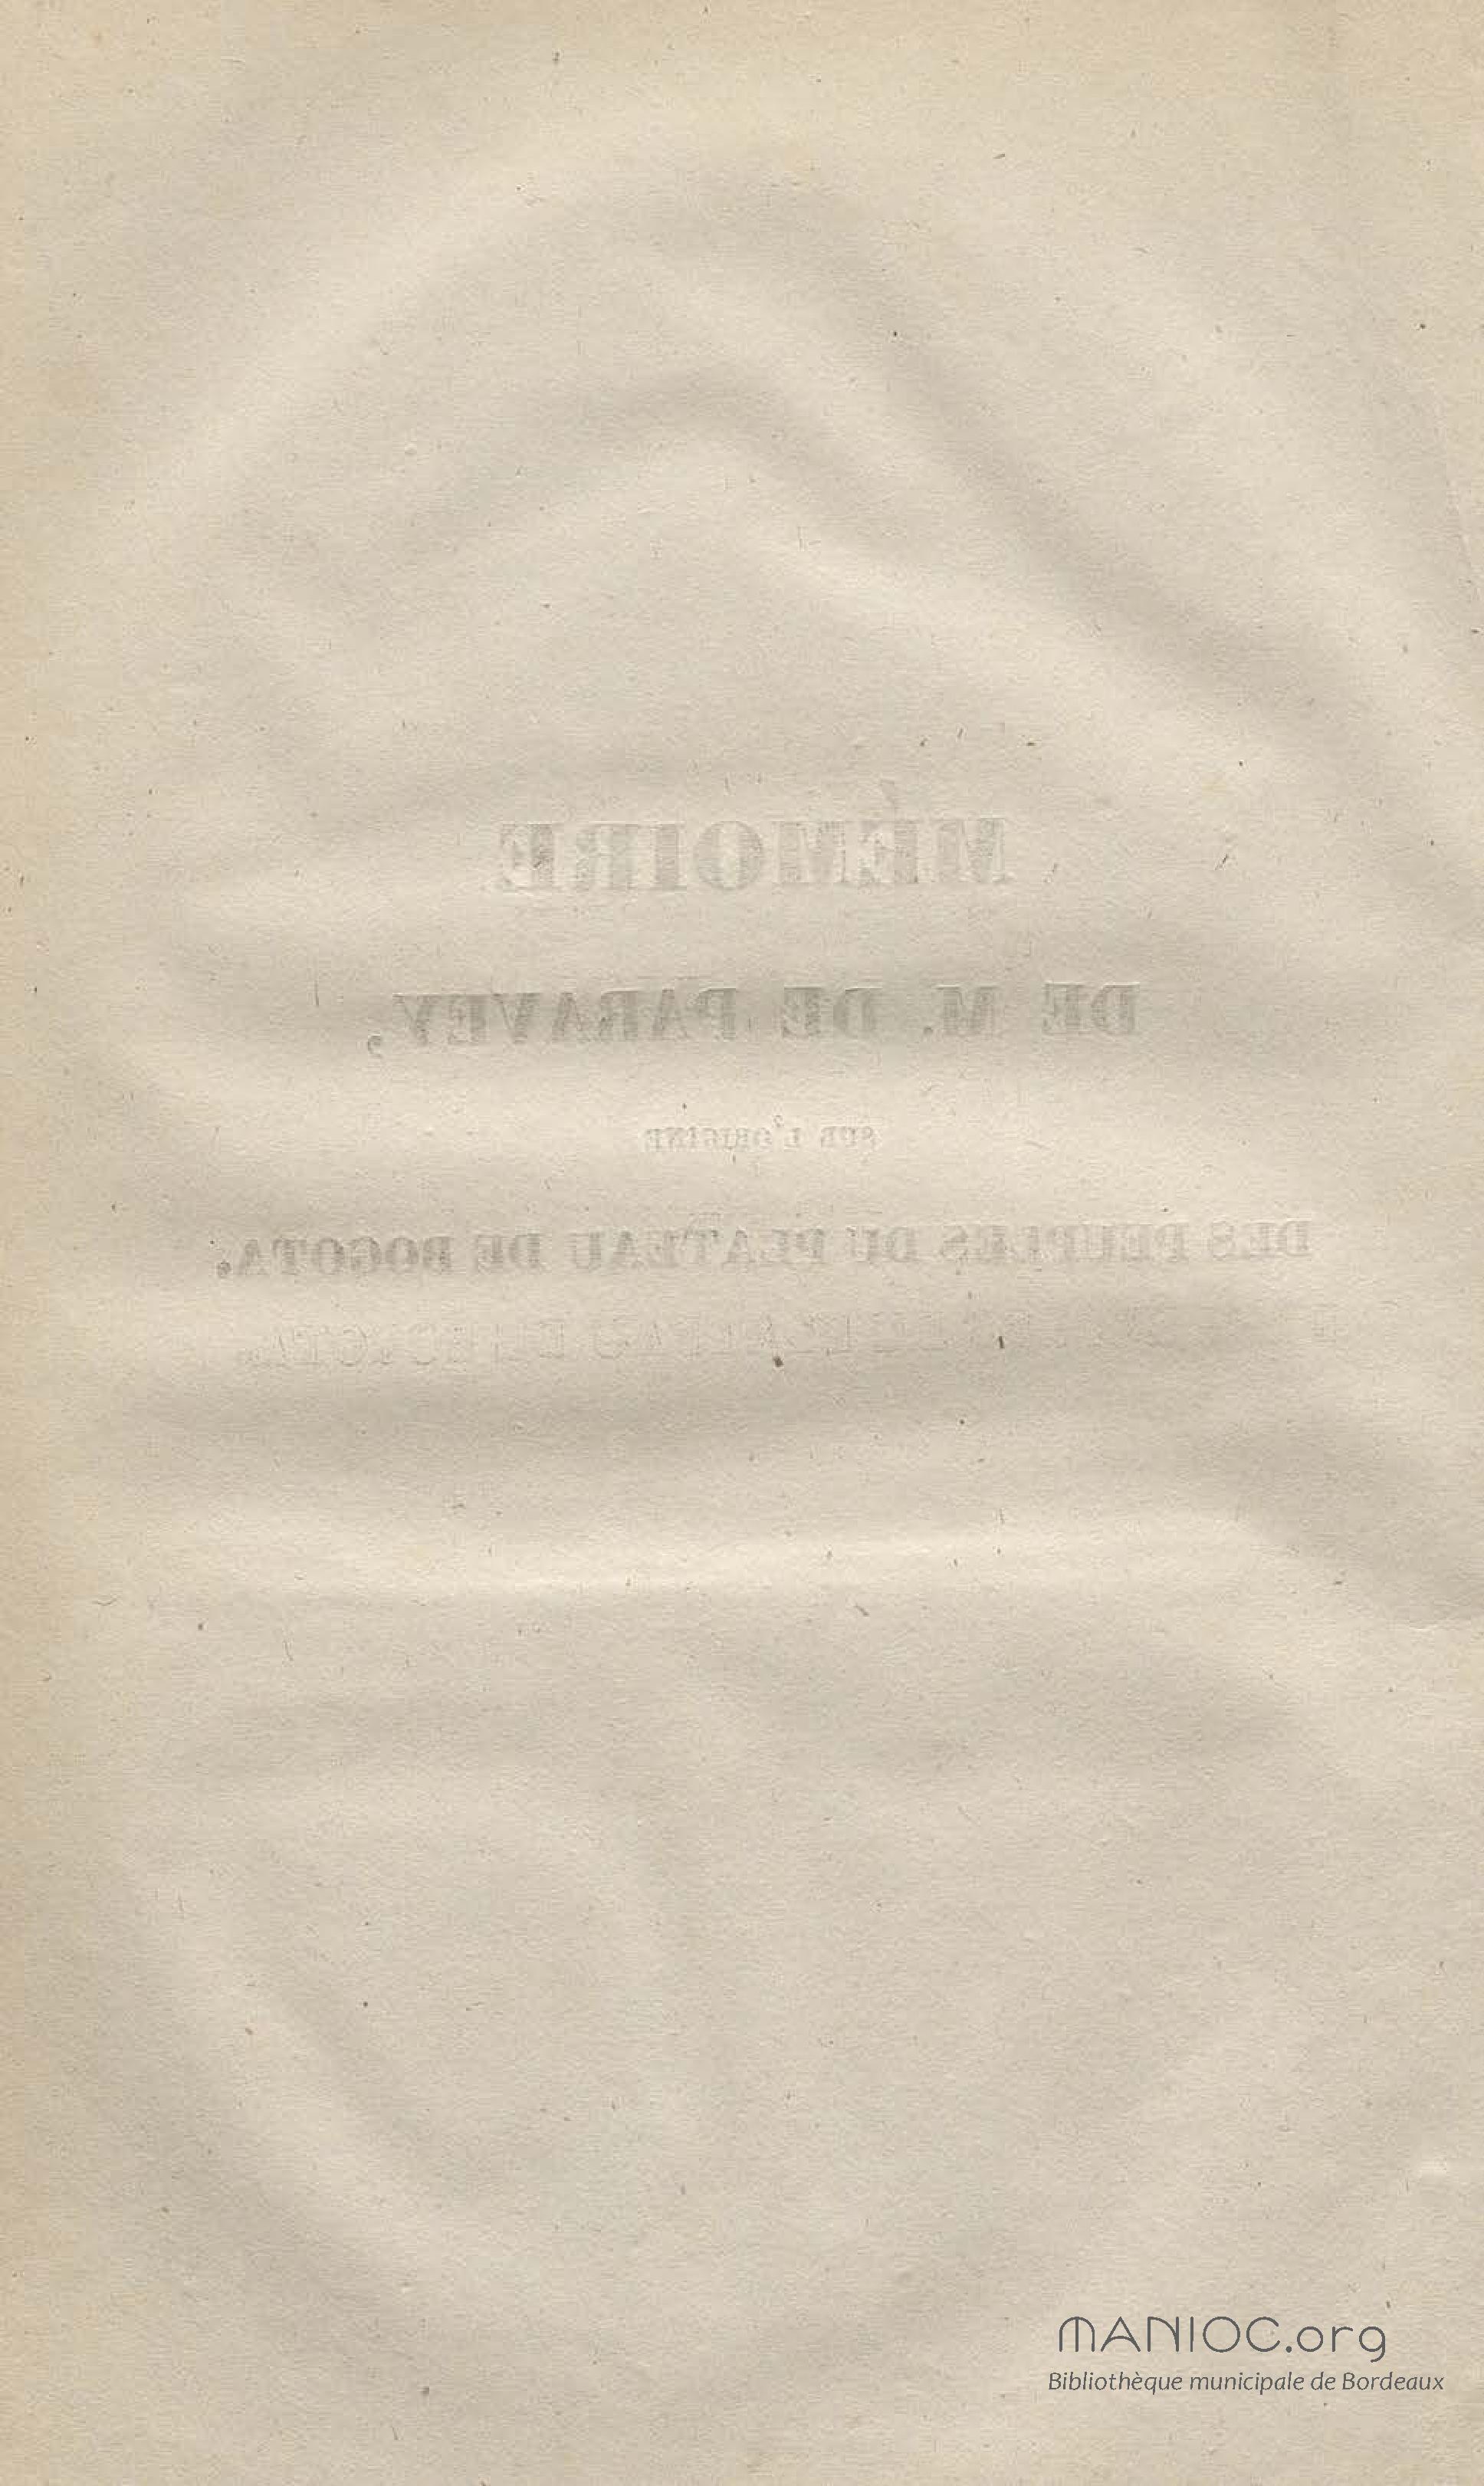 MÉMOIRE
DE M. DE PARAVEY,
SUR L'ORIGINE
DES PEUPLES DU PLATEAU DE BOGOTA.
MANIOC.org
Bibliothèque municipale de Bordeaux